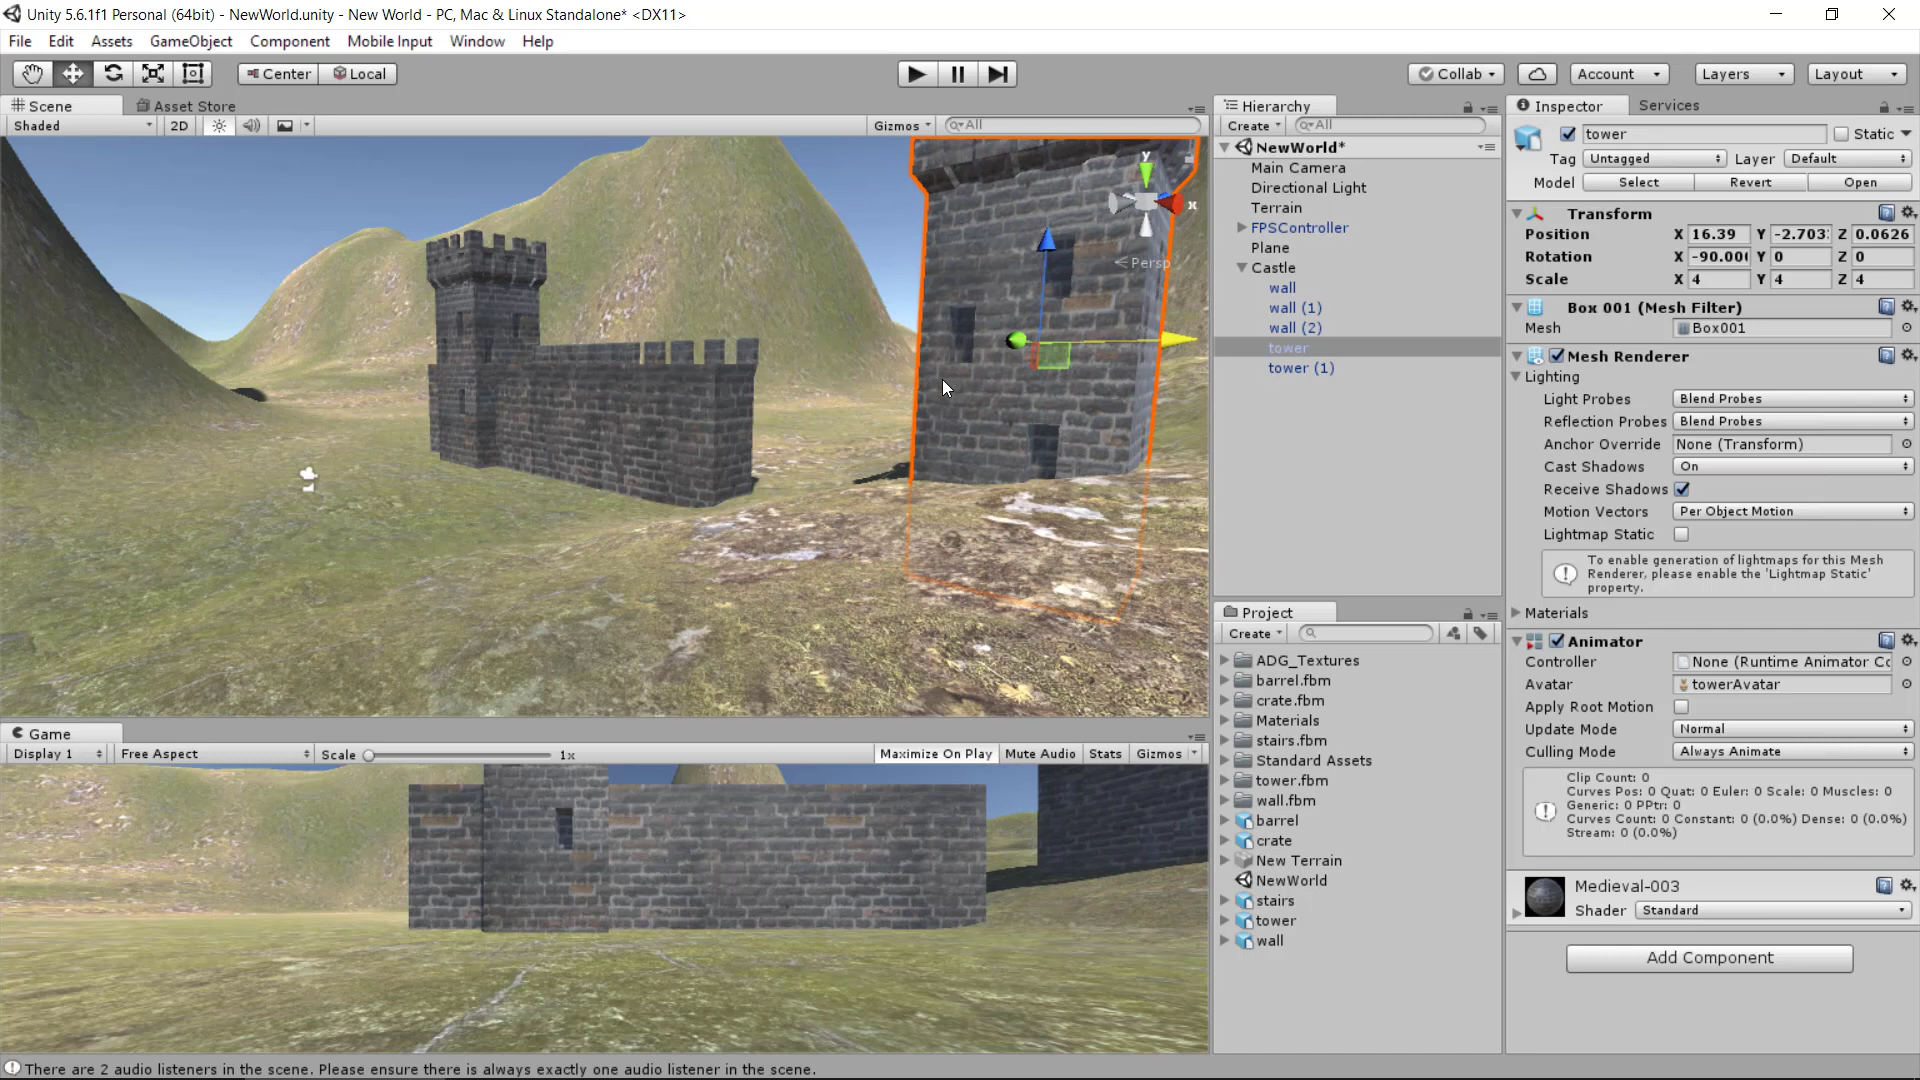 Unity 5.6.1f1 Personal (64bit) - NewWorld.unity - New World - PC, Mac & Linux Standalone* <DX11>
File Edit Assets GameObject Component Mobile Input Window Help
Center Local Collab Account Layers Layout
Scene Asset Store
Shaded 2D Gizmos All
y
x
Persp
Hierarchy
Create All
NewWorld*
Main Camera
Directional Light
Terrain
FPSController
Plane
Castle
wall
wall (1)
wall (2)
tower
tower (1)
Project
Create
ADG_Textures
barrel.fbm
crate.fbm
Materials
stairs.fbm
Standard Assets
tower.fbm
wall.fbm
barrel
crate
New Terrain
NewWorld
stairs
tower
wall
Inspector Services
tower Static
Tag Untagged Layer Default
Model Select Revert Open
Transform
Position X 16.39 Y -2.703 Z 0.0626
Rotation X -90.00 Y 0 Z 0
Scale X 4 Y 4 Z 4
Box 001 (Mesh Filter)
Mesh Box001
Mesh Renderer
Lighting
Light Probes Blend Probes
Reflection Probes Blend Probes
Anchor Override None (Transform)
Cast Shadows On
Receive Shadows
Motion Vectors Per Object Motion
Lightmap Static
To enable generation of lightmaps for this Mesh
Renderer, please enable the 'Lightmap Static'
property.
Materials
Animator
Controller None (Runtime Animator Co
Avatar towerAvatar
Apply Root Motion
Update Mode Normal
Culling Mode Always Animate
Clip Count: 0
Curves Pos: 0 Quat: 0 Euler: 0 Scale: 0 Muscles: 0
Generic: 0 PPtr: 0
Curves Count: 0 Constant: 0 (0.0%) Dense: 0 (0.0%)
Stream: 0 (0.0%)
Medieval-003
Shader Standard
Add Component
Game
Display 1 Free Aspect Scale 1x Maximize On Play Mute Audio Stats Gizmos
There are 2 audio listeners in the scene. Please ensure there is always exactly one audio listener in the scene.